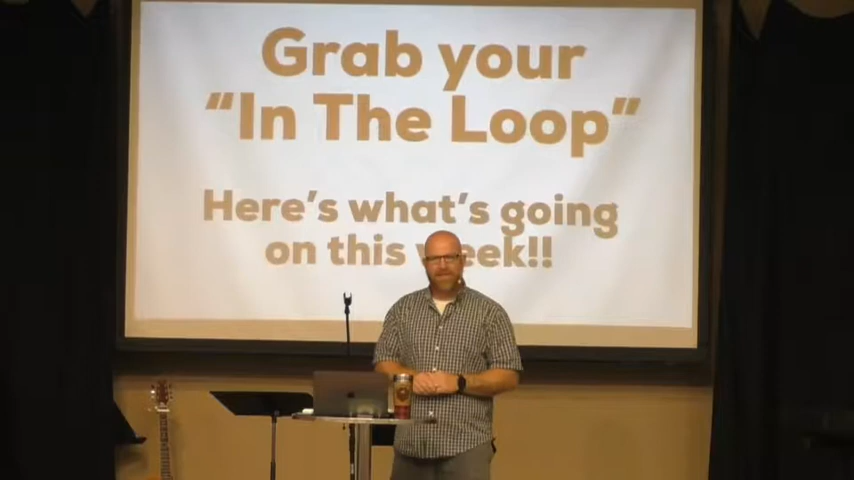 Grab your
“In The Loop”
Here’s what’s going
on this week!!